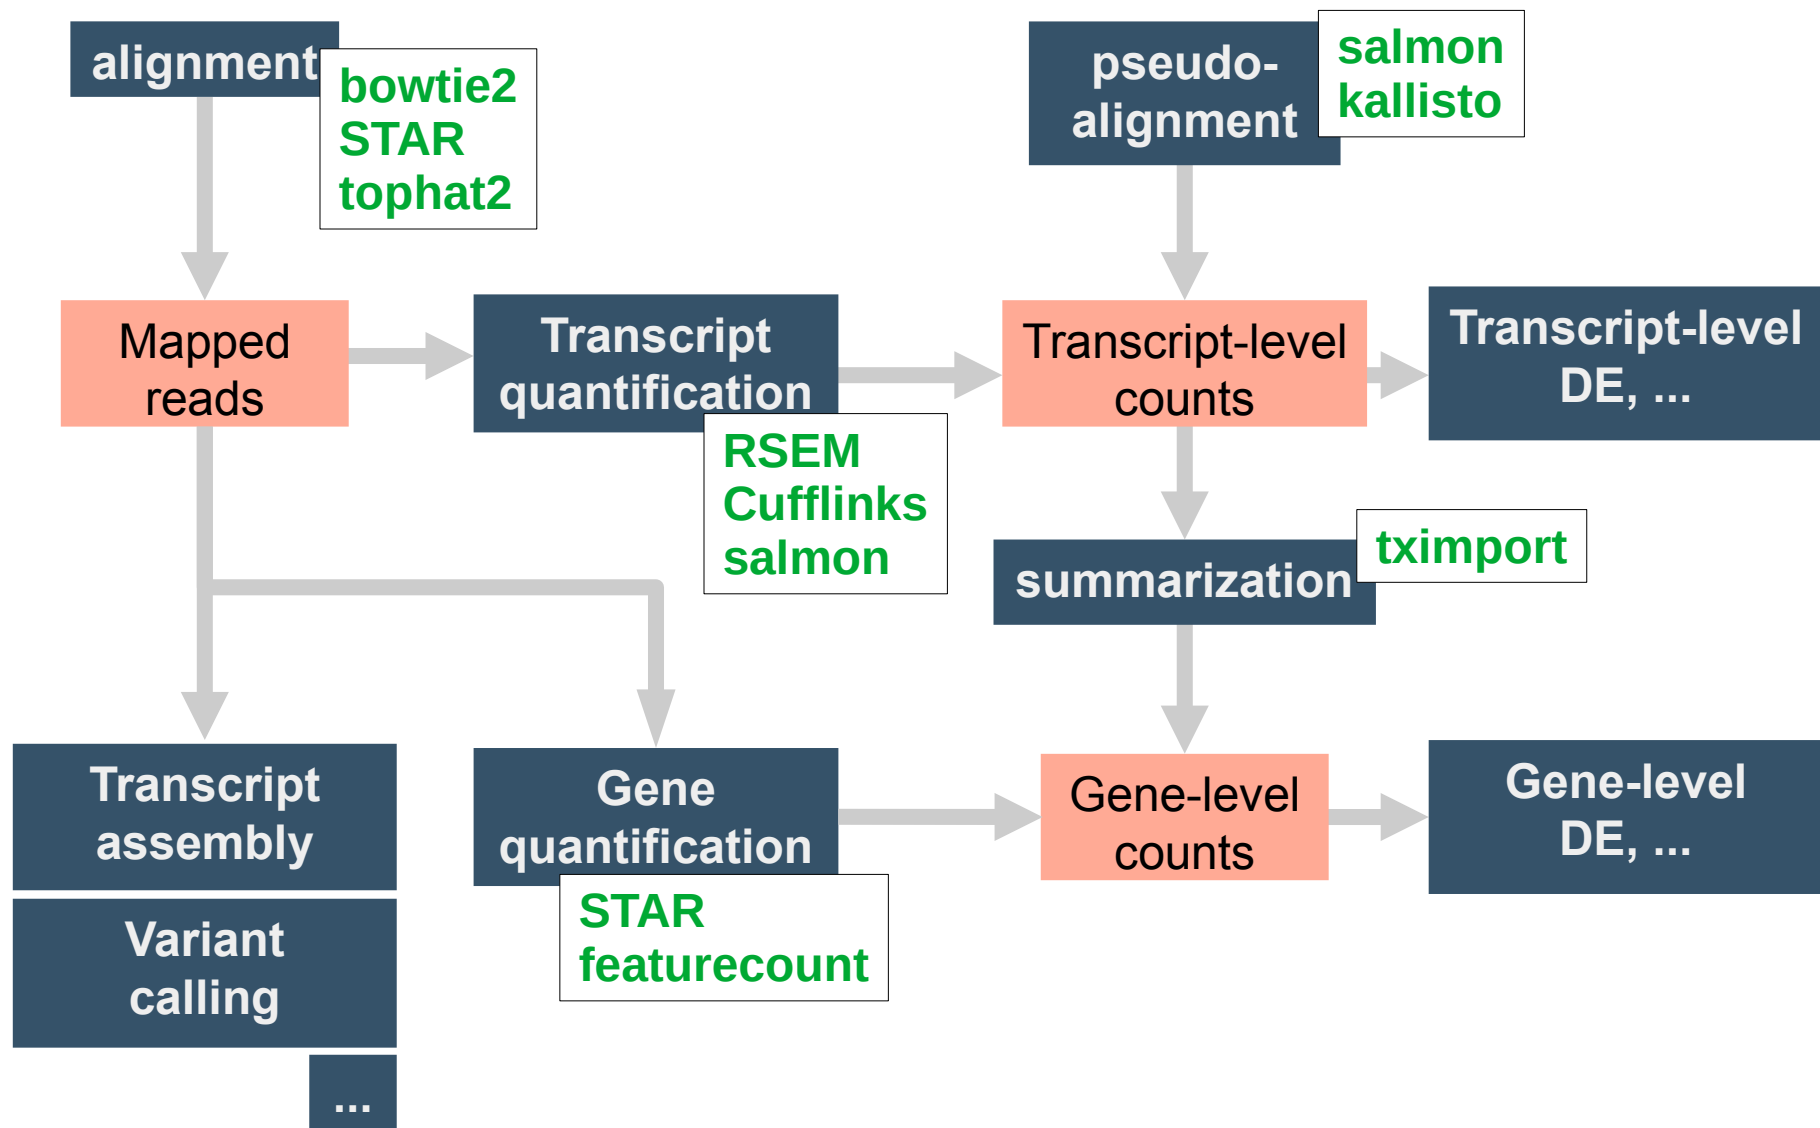 alignment
bowtie2
STAR
tophat2
pseudo-
alignment
salmon
kallisto
Mapped
reads
Transcript
quantification
RSEM
Cufflinks
salmon
Transcript-level
counts
Transcript-level
DE, ...
summarization
tximport
Transcript
assembly
Variant
calling
...
Gene
quantification
STAR
featurecount
Gene-level
counts
Gene-level
DE, ...